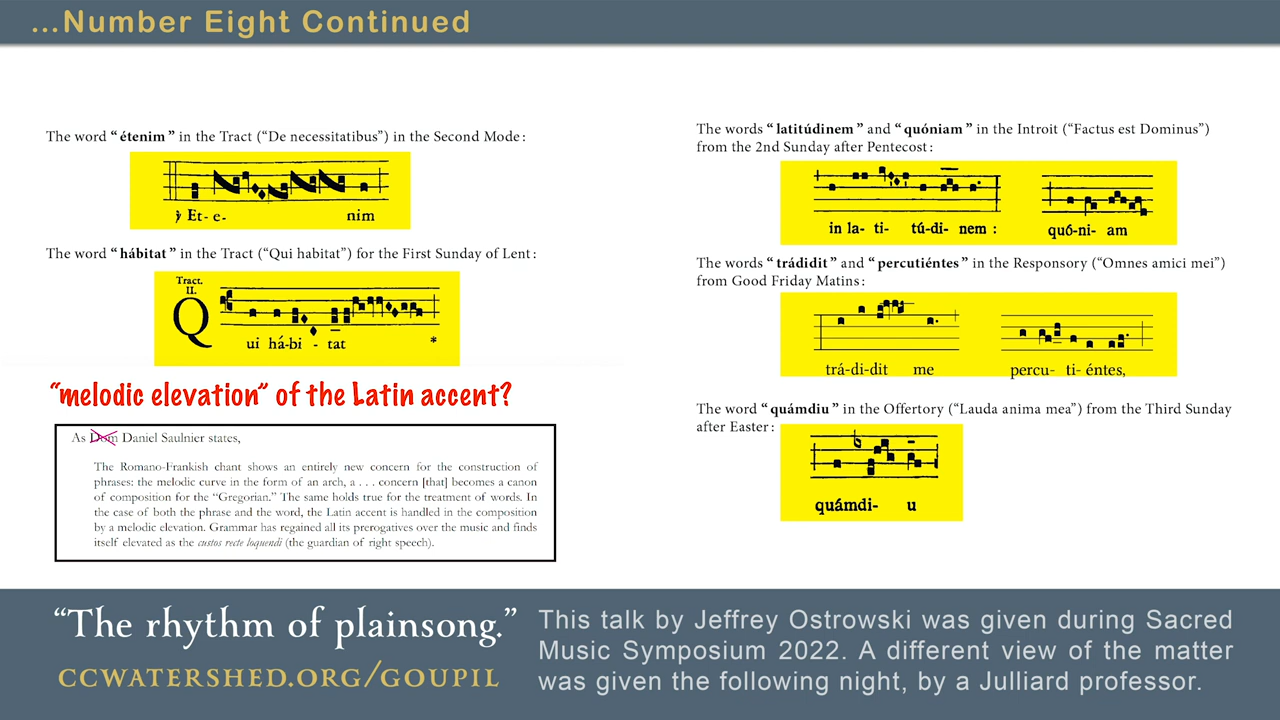 ...Number Eight Continued
The word “étenim” in the Tract (“De necessitatibus”) in the Second Mode:
℣ Et- e- nim
The word “hábitat” in the Tract (“Qui habitat”) for the First Sunday of Lent:
Tract.
II.
Q
ui há-bi - tat *
“melodic elevation” of the Latin accent?
As Dom Daniel Saulnier states,
The Romano-Frankish chant shows an entirely new concern for the construction of
phrases: the melodic curve in the form of an arch, a . . . concern [that] becomes a canon
of composition for the “Gregorian.” The same holds true for the treatment of words. In
the case of both the phrase and the word, the Latin accent is handled in the composition
by a melodic elevation. Grammar has regained all its prerogatives over the music and finds
itself elevated as the custos recte loquendi (the guardian of right speech).
The words “latitúdinem” and “quóniam” in the Introit (“Factus est Dominus”)
from the 2nd Sunday after Pentecost:
in la- ti- tú-di- nem : quó-ni- am
The words “trádidit” and “percutiéntes” in the Responsory (“Omnes amici mei”)
from Good Friday Matins:
trá-di-dit me percu- ti-éntes,
The word “quámdiu” in the Offertory (“Lauda anima mea”) from the Third Sunday
after Easter:
quámdi- u
“The rhythm of plainsong.”
CCWATERSHED.ORG/GOUPIL
This talk by Jeffrey Ostrowski was given during Sacred
Music Symposium 2022. A different view of the matter
was given the following night, by a Julliard professor.